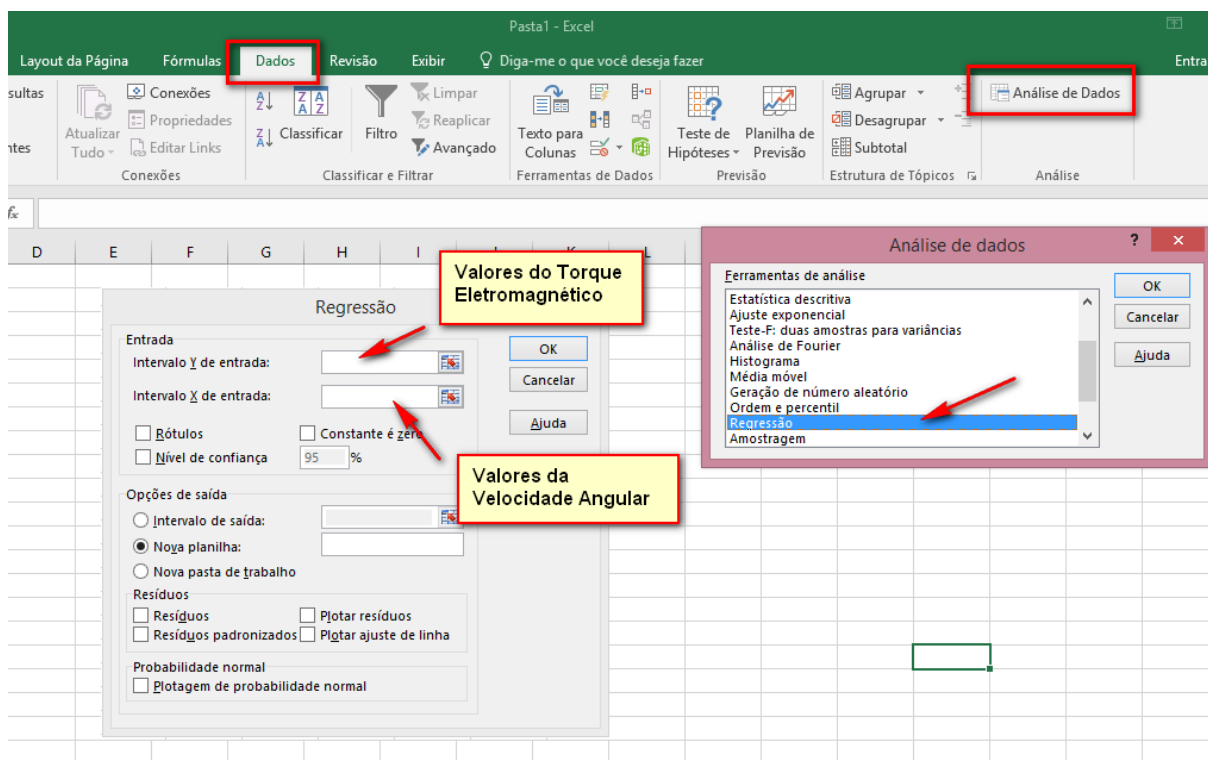 Pasta1 - Excel
Layout da Página Fórmulas Dados Revisão Exibir Diga-me o que você deseja fazer Entra
sultas
ntes
Atualizar
Tudo
Conexões
Propriedades
Editar Links
Conexões
Classificar
Filtro
Limpar
Reaplicar
Avançado
Classificar e Filtrar
Texto para
Colunas
Ferramentas de Dados
Teste de
Hipóteses
Planilha de
Previsão
Previsão
Agrupar
Desagrupar
Subtotal
Estrutura de Tópicos
Análise de Dados
Análise
fx
D E F G H I K L
Valores do Torque
Eletromagnético
Regressão
Entrada
Intervalo Y de entrada:
Intervalo X de entrada:
Rótulos
Constante é zero
Nível de confiança
95 %
OK
Cancelar
Ajuda
Valores da
Velocidade Angular
Opções de saída
Intervalo de saída:
Nova planilha:
Nova pasta de trabalho
Resíduos
Resíduos
Plotar resíduos
Resíduos padronizados
Plotar ajuste de linha
Probabilidade normal
Plotagem de probabilidade normal
Análise de dados
?
×
Ferramentas de análise
Estatística descritiva
Ajuste exponencial
Teste-F: duas amostras para variâncias
Análise de Fourier
Histograma
Média móvel
Geração de número aleatório
Ordem e percentil
Regressão
Amostragem
OK
Cancelar
Ajuda